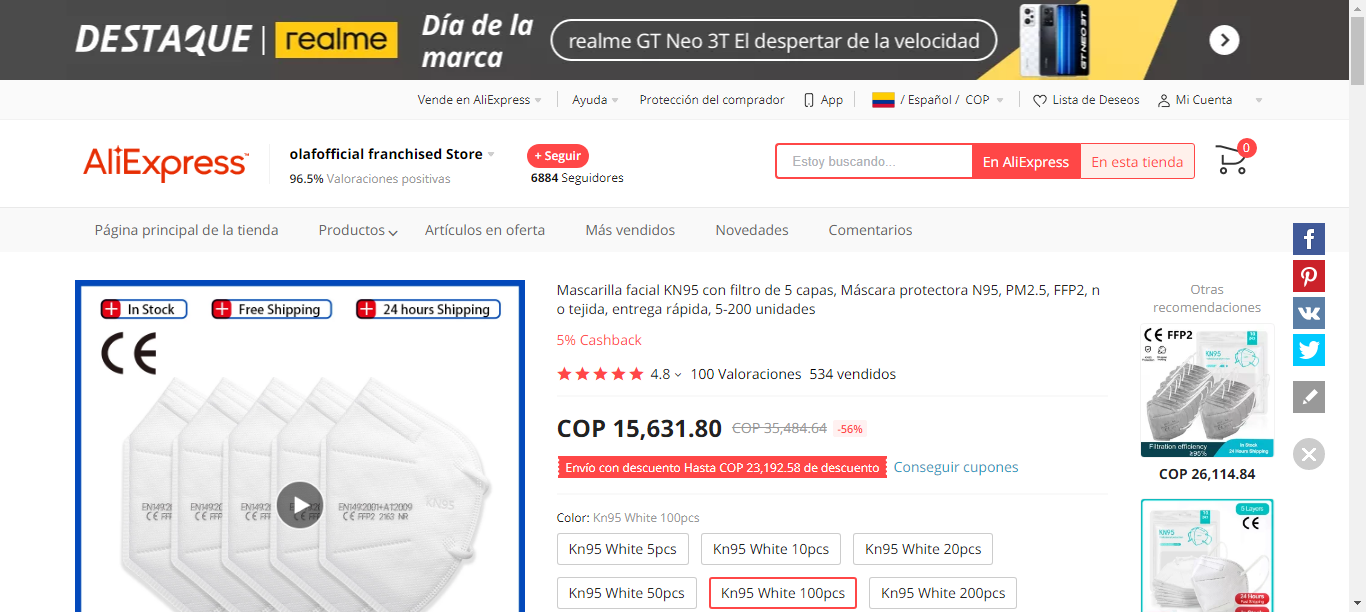 DESTAQUE | realme
Día de la
marca
realme GT Neo 3T El despertar de la velocidad
GT NEO 3T
Vende en AliExpress
Ayuda
Protección del comprador
App
/ Español / COP
Lista de Deseos
Mi Cuenta
AliExpress
olafofficial franchised Store
96.5% Valoraciones positivas
+ Seguir
6884 Seguidores
Estoy buscando...
En AliExpress
En esta tienda
0
Página principal de la tienda
Productos
Artículos en oferta
Más vendidos
Novedades
Comentarios
In Stock
Free Shipping
24 hours Shipping
CE
EN149:2001+A1:2009
CE FFP2 2163 NR
KN95
Mascarilla facial KN95 con filtro de 5 capas, Máscara protectora N95, PM2.5, FFP2, n
o tejida, entrega rápida, 5-200 unidades
5% Cashback
4.8
100 Valoraciones
534 vendidos
COP 15,631.80
COP 35,484.64
-56%
Envío con descuento Hasta COP 23,192.58 de descuento
Conseguir cupones
Color: Kn95 White 100pcs
Kn95 White 5pcs
Kn95 White 10pcs
Kn95 White 20pcs
Kn95 White 50pcs
Kn95 White 100pcs
Kn95 White 200pcs
Otras
recomendaciones
CE FFP2
KN95
Filtration efficiency
≥95%
In Stock
24 Hours Shipping
COP 26,114.84
5 Layers
CE
KN95
24 Hours